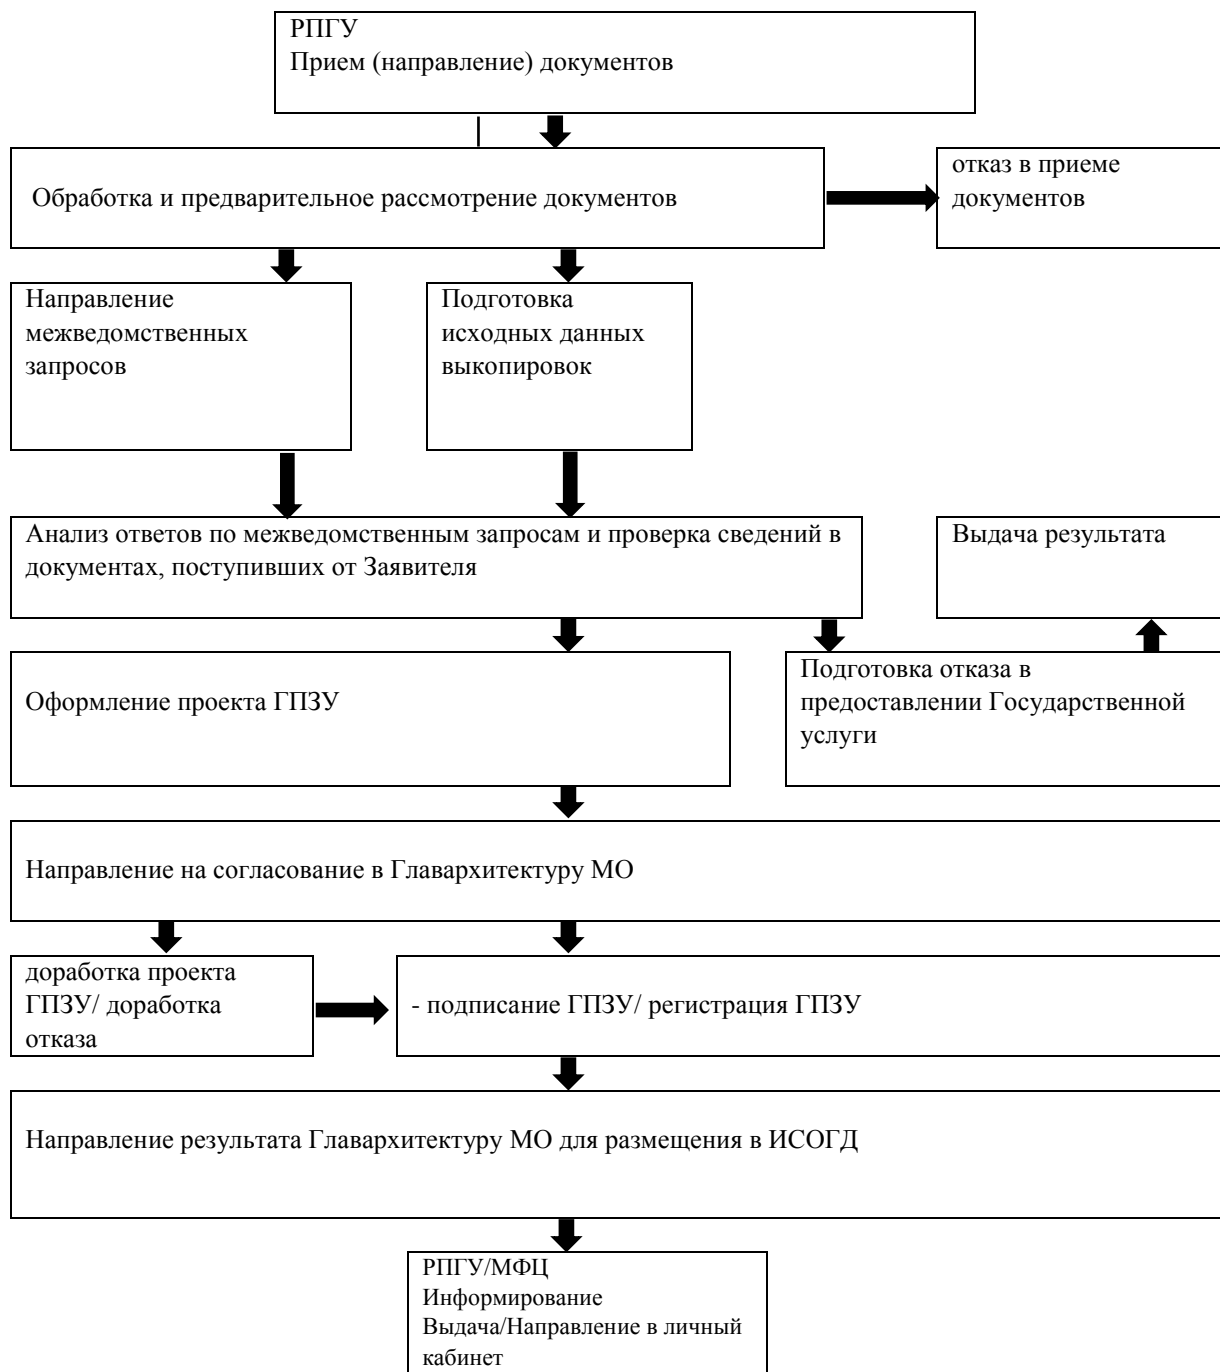 РПГУ
Прием (направление) документов
Обработка и предварительное рассмотрение документов
отказ в приеме
документов
Направление
межведомственных
запросов
Подготовка
исходных данных
выкопировок
Анализ ответов по межведомственным запросам и проверка сведений в
документах, поступивших от Заявителя
Выдача результата
Оформление проекта ГПЗУ
Подготовка отказа в
предоставлении Государственной
услуги
Направление на согласование в Главархитектуру МО
доработка проекта
ГПЗУ/ доработка
отказа
- подписание ГПЗУ/ регистрация ГПЗУ
Направление результата Главархитектуру МО для размещения в ИСОГД
РПГУ/МФЦ
Информирование
Выдача/Направление в личный
кабинет